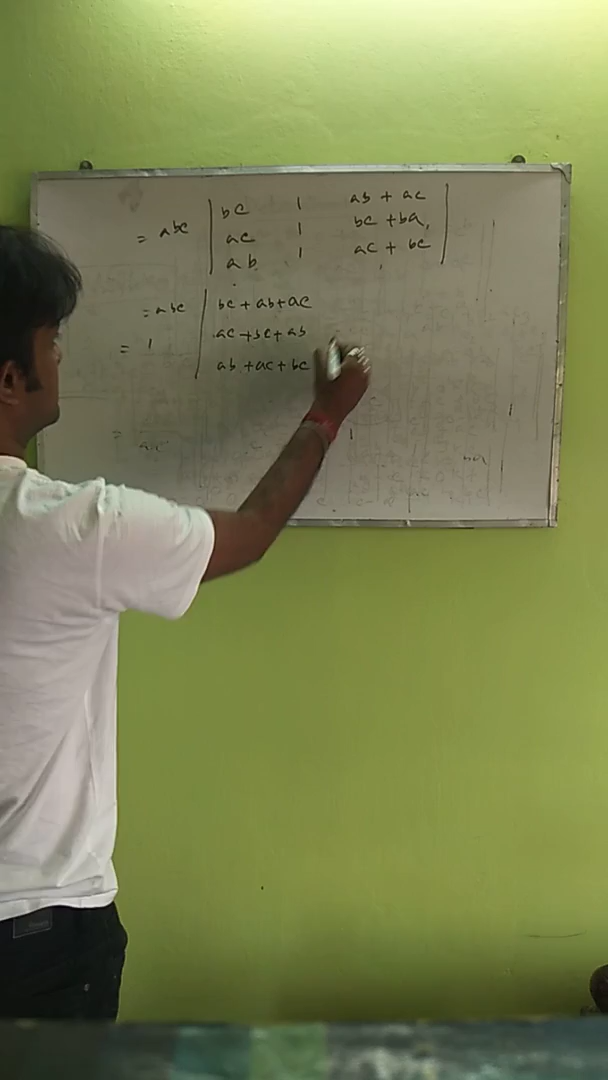 bc 1 ab + ac
= abc ac 1 bc + ba
ab 1 ac + bc
= abc bc + ab + ac
= 1 ac + bc + ab
ab + ac + bc